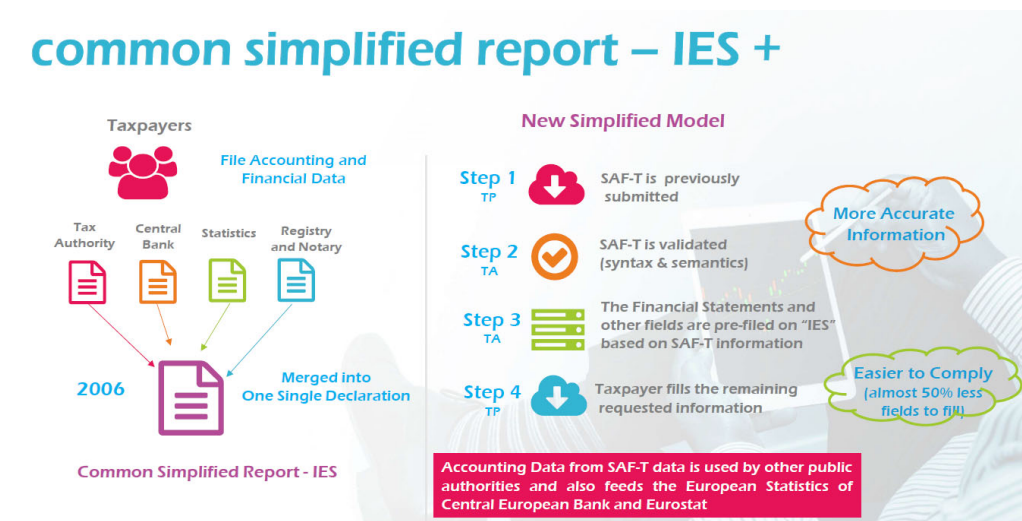 common simplified report – IES +
Taxpayers
File Accounting and
Financial Data
Tax
Authority
Central
Bank
Statistics
Registry
and Notary
2006
Merged into
One Single Declaration
Common Simplified Report - IES
New Simplified Model
Step 1
TP
SAF-T is previously
submitted
Step 2
TA
SAF-T is validated
(syntax & semantics)
Step 3
TA
The Financial Statements and
other fields are pre-filed on “IES”
based on SAF-T information
Step 4
TP
Taxpayer fills the remaining
requested information
More Accurate
Information
Easier to Comply
(almost 50% less
fields to fill)
Accounting Data from SAF-T data is used by other public
authorities and also feeds the European Statistics of
Central European Bank and Eurostat